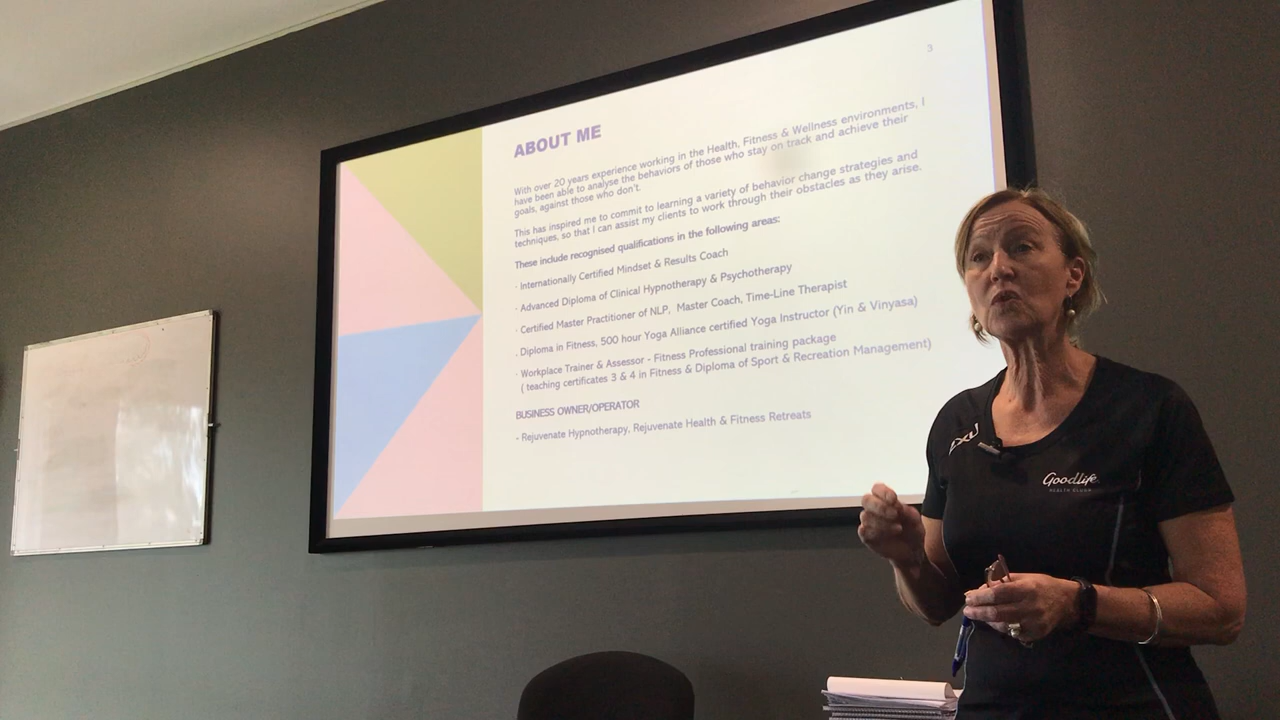 3
ABOUT ME
With over 20 years experience working in the Health, Fitness & Wellness environments, I
have been able to analyse the behaviors of those who stay on track and achieve their
goals, against those who don't.
This has inspired me to commit to learning a variety of behavior change strategies and
techniques, so that I can assist my clients to work through their obstacles as they arise.
These include recognised qualifications in the following areas:
· Internationally Certified Mindset & Results Coach
· Advanced Diploma of Clinical Hypnotherapy & Psychotherapy
· Certified Master Practitioner of NLP, Master Coach, Time-Line Therapist
· Diploma in Fitness, 500 hour Yoga Alliance certified Yoga Instructor (Yin & Vinyasa)
· Workplace Trainer & Assessor - Fitness Professional training package
( teaching certificates 3 & 4 in Fitness & Diploma of Sport & Recreation Management)
BUSINESS OWNER/OPERATOR
- Rejuvenate Hypnotherapy, Rejuvenate Health & Fitness Retreats
Goodlife
HEALTH CLUBS